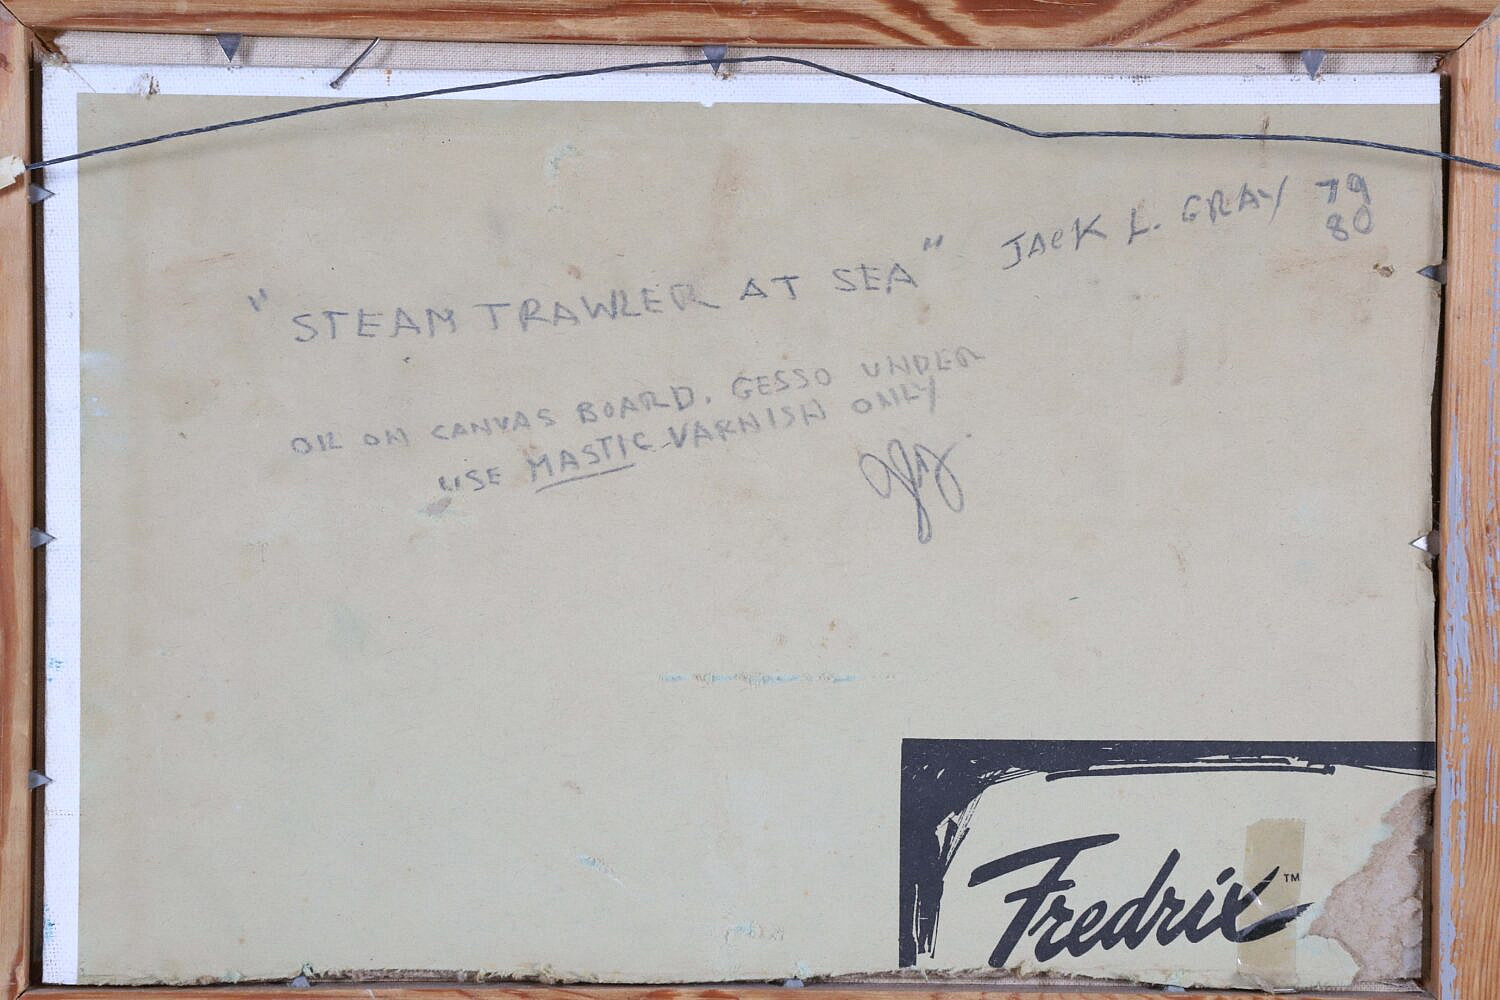 "STEAM TRAWLER AT SEA" JACK L. GRAY 79
80
OIL ON CANVAS BOARD. GESSO UNDER
USE MASTIC VARNISH ONLY
JLG
Fredrix™